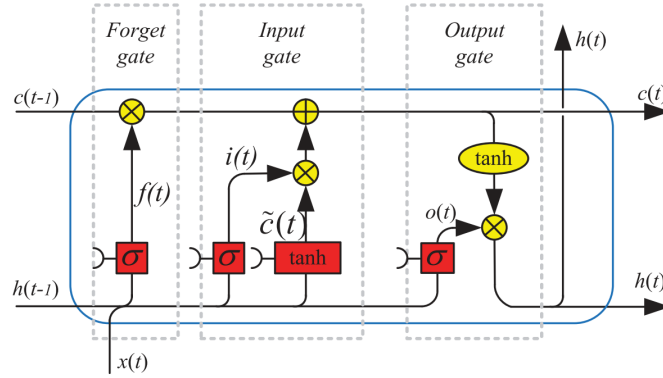 Forget
gate
Input
gate
Output
gate
h(t)
c(t-1)
c(t)
i(t)
tanh
f(t)
c̃(t)
o(t)
σ
σ
tanh
σ
h(t-1)
h(t)
x(t)